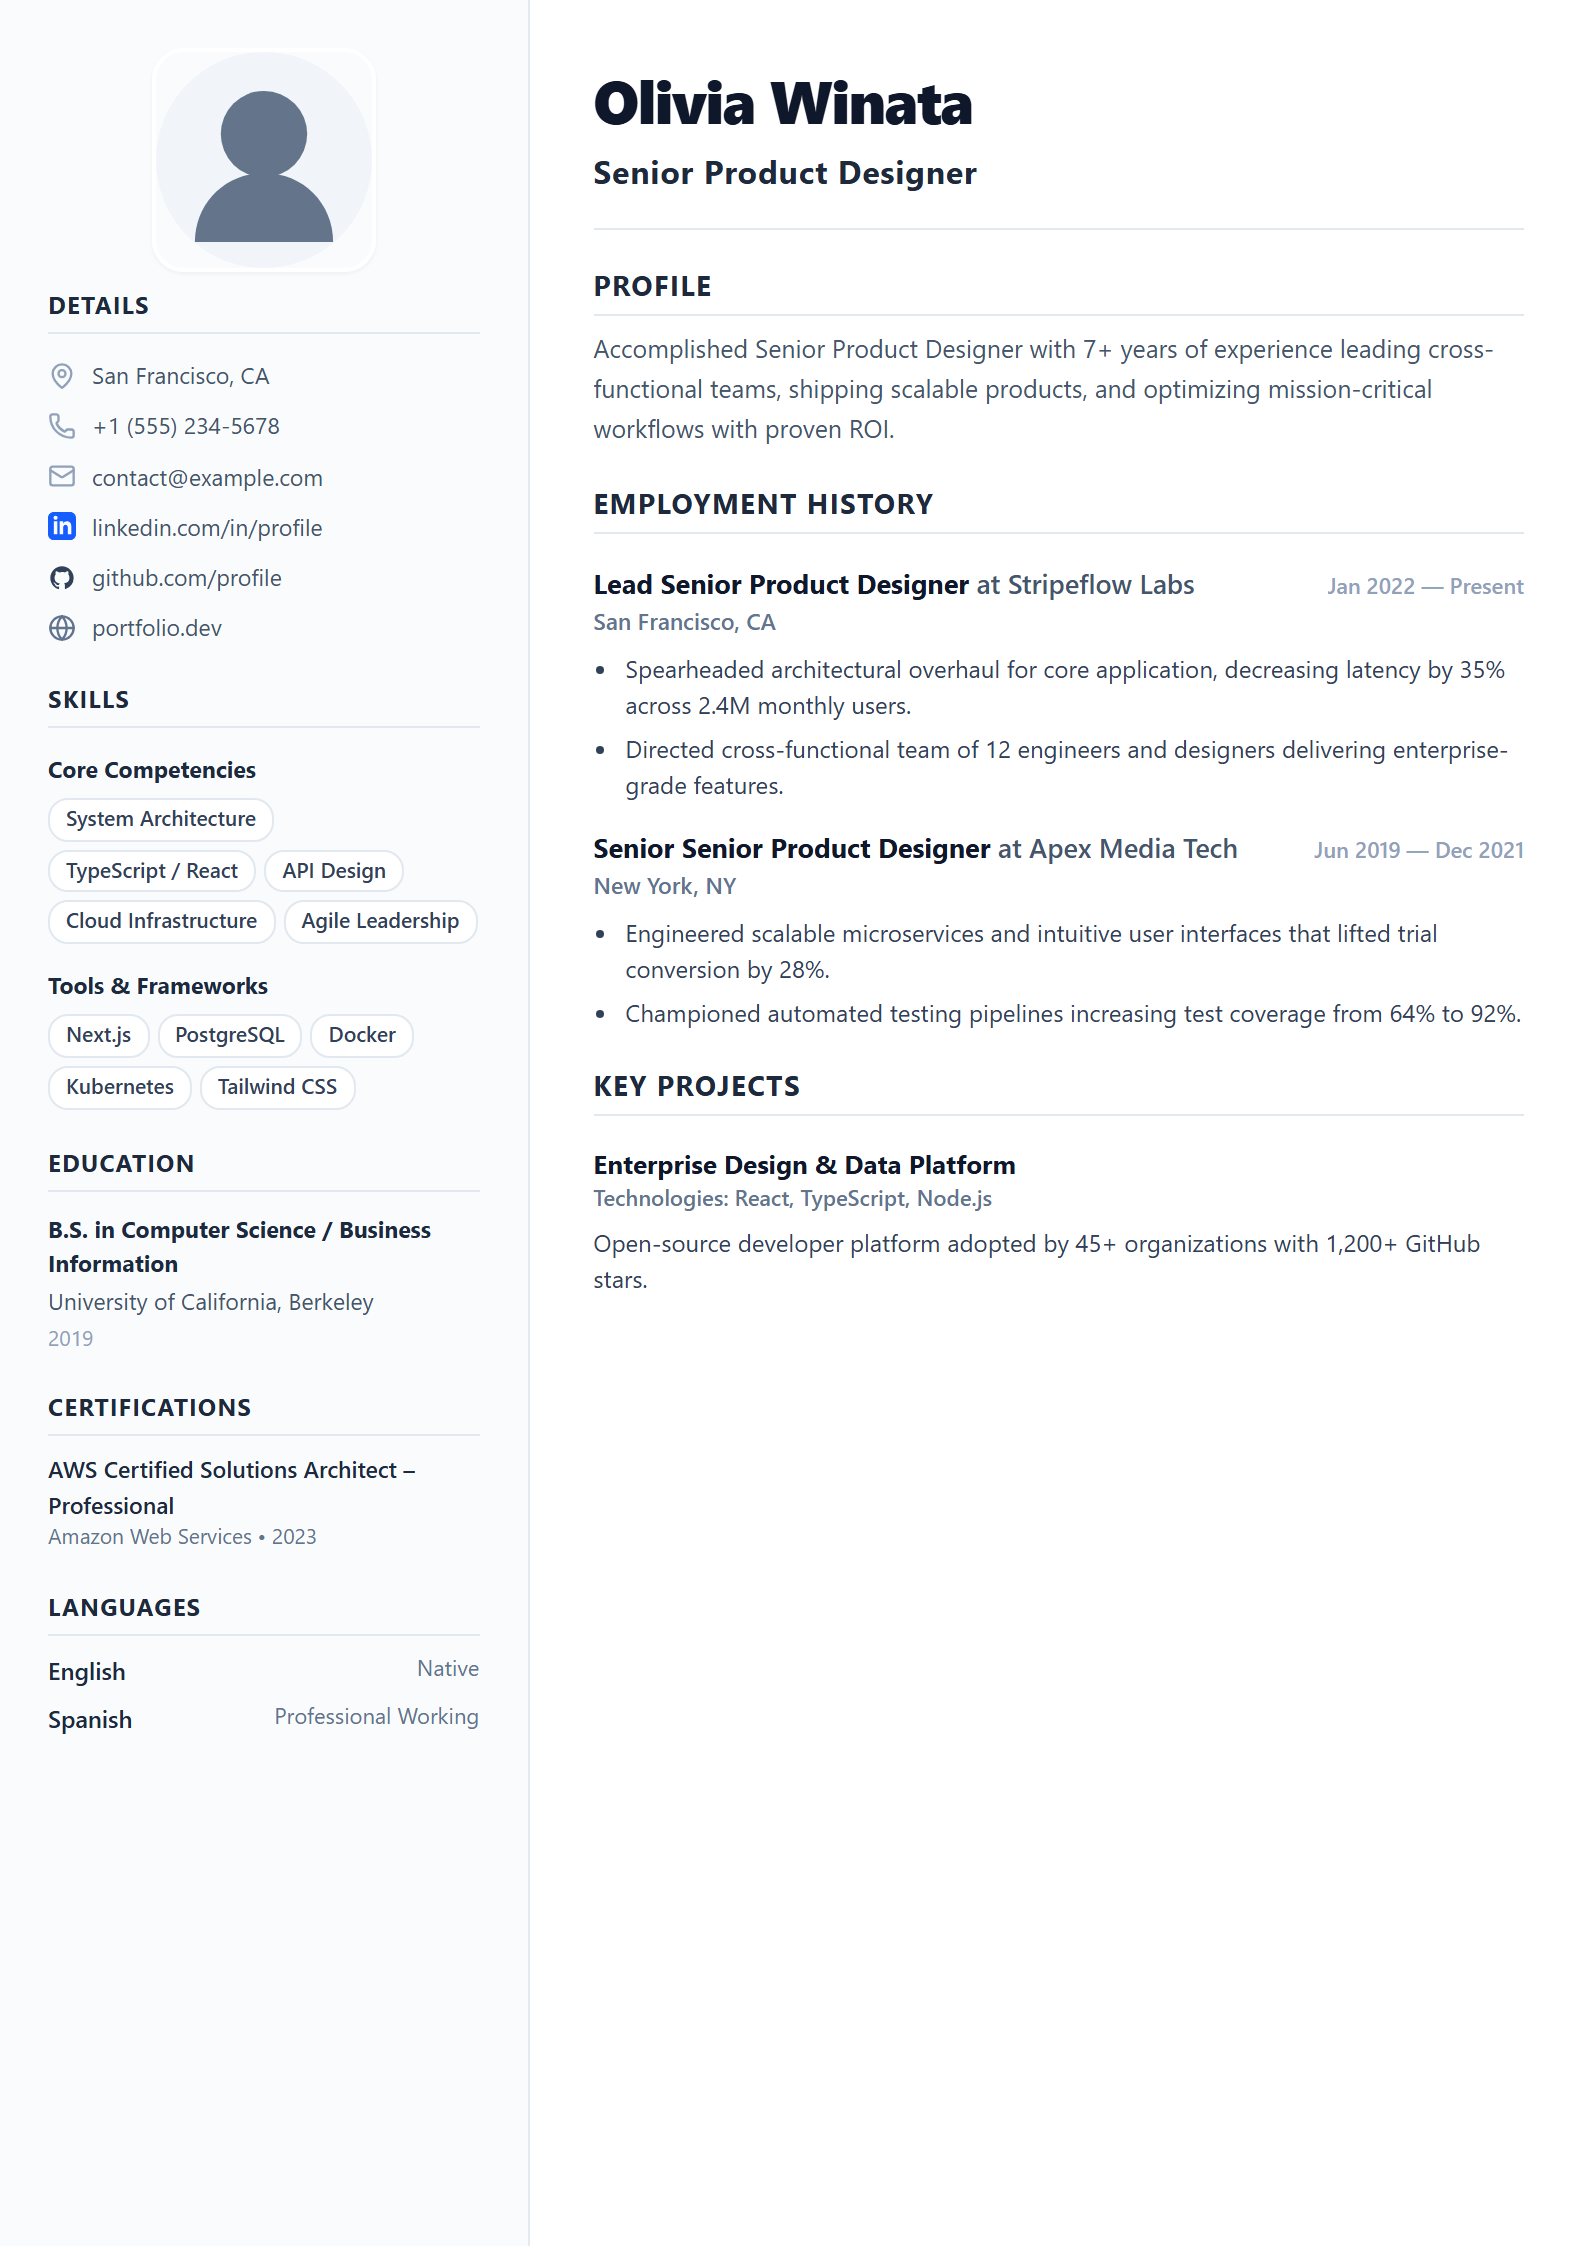 DETAILS
San Francisco, CA
+1 (555) 234-5678
contact@example.com
in linkedin.com/in/profile
github.com/profile
portfolio.dev
SKILLS
Core Competencies
System Architecture
TypeScript / React API Design
Cloud Infrastructure Agile Leadership
Tools & Frameworks
Next.js PostgreSQL Docker
Kubernetes Tailwind CSS
EDUCATION
B.S. in Computer Science / Business
Information
University of California, Berkeley
2019
CERTIFICATIONS
AWS Certified Solutions Architect –
Professional
Amazon Web Services • 2023
LANGUAGES
English Native
Spanish Professional Working
Olivia Winata
Senior Product Designer
PROFILE
Accomplished Senior Product Designer with 7+ years of experience leading cross-
functional teams, shipping scalable products, and optimizing mission-critical
workflows with proven ROI.
EMPLOYMENT HISTORY
Lead Senior Product Designer at Stripeflow Labs Jan 2022 — Present
San Francisco, CA
• Spearheaded architectural overhaul for core application, decreasing latency by 35%
across 2.4M monthly users.
• Directed cross-functional team of 12 engineers and designers delivering enterprise-
grade features.
Senior Senior Product Designer at Apex Media Tech Jun 2019 — Dec 2021
New York, NY
• Engineered scalable microservices and intuitive user interfaces that lifted trial
conversion by 28%.
• Championed automated testing pipelines increasing test coverage from 64% to 92%.
KEY PROJECTS
Enterprise Design & Data Platform
Technologies: React, TypeScript, Node.js
Open-source developer platform adopted by 45+ organizations with 1,200+ GitHub
stars.